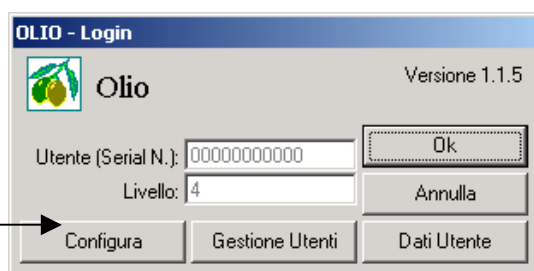 OLIO - Login
Olio
Versione 1.1.5
Utente (Serial N.): 00000000000
Ok
Livello: 4
Annulla
Configura
Gestione Utenti
Dati Utente